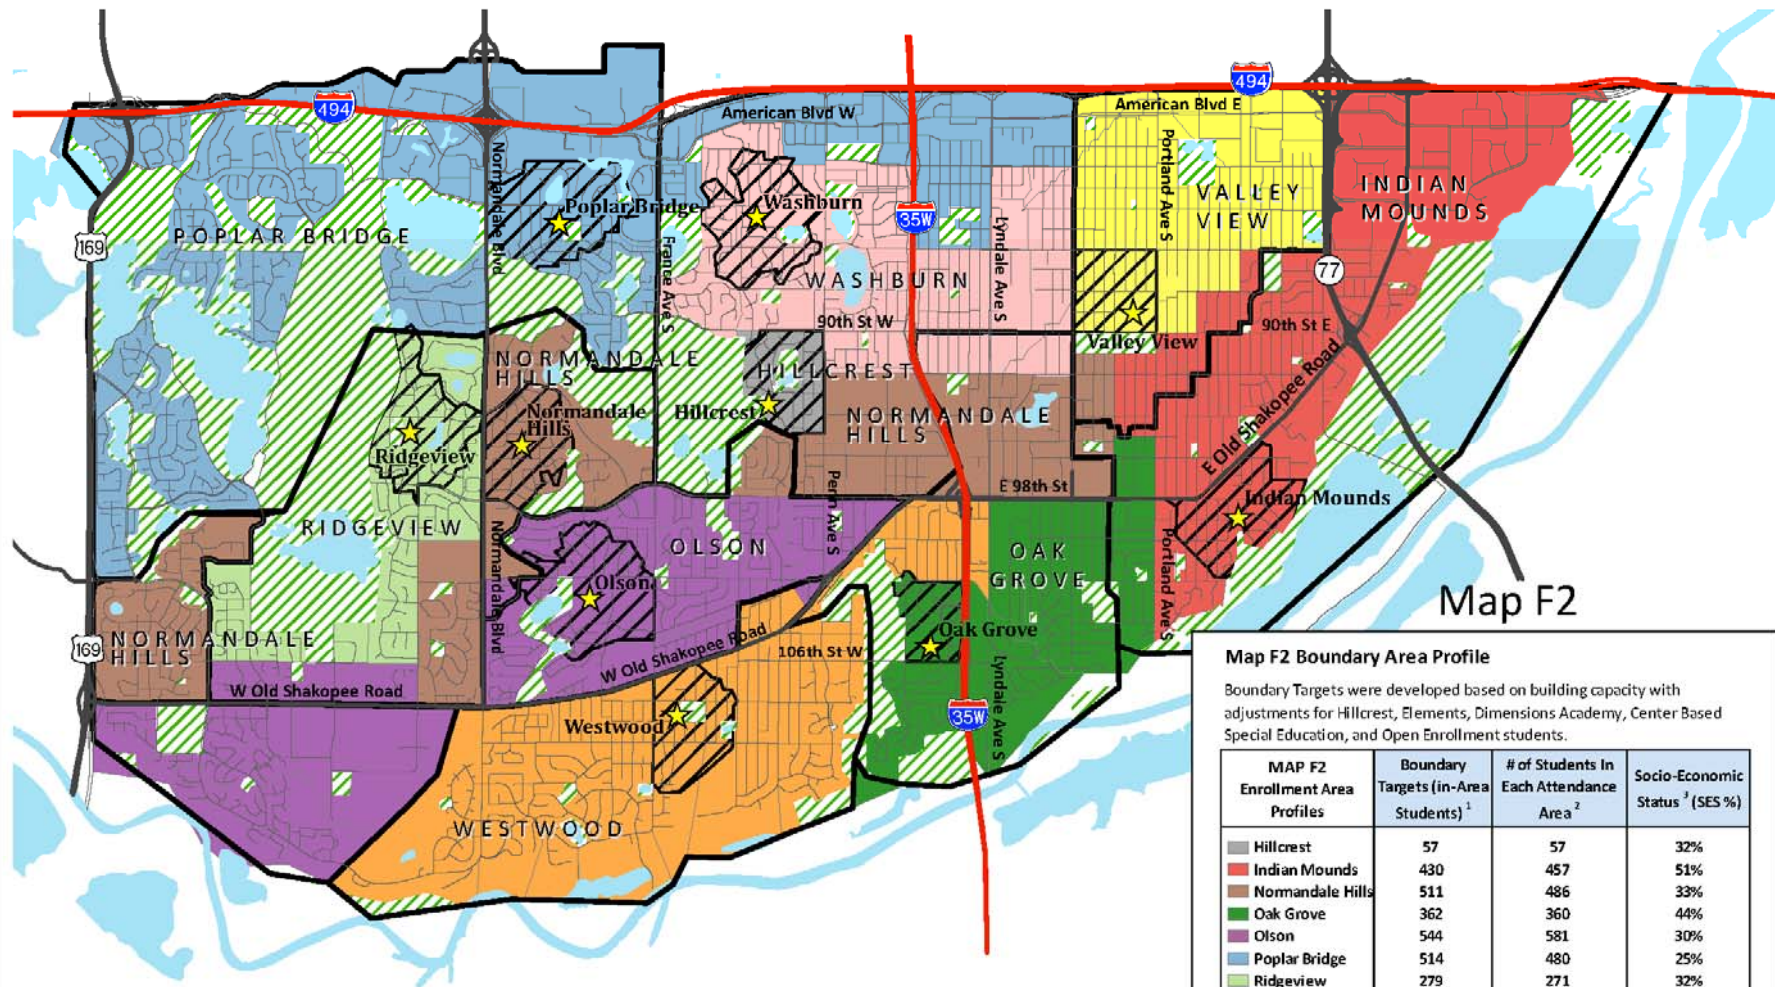 494
494
American Blvd W
American Blvd E
Normandale Blvd
Portland Ave S
VALLEY
VIEW
INDIAN
MOUNDS
Poplar Bridge
Washburn
35W
169
POPLAR BRIDGE
France Ave S
Lyndale Ave S
WASHBURN
77
90th St W
90th St E
Valley View
NORMANDALE
HILLS
HILLCREST
E Old Shakopee Road
Normandale
Hills
Hillcrest
NORMANDALE
HILLS
Ridgeview
Penn Ave S
E 98th St
Indian Mounds
RIDGEVIEW
Normandale Blvd
OLSON
OAK
GROVE
Portland Ave S
Olson
Map F2
Oak Grove
NORMANDALE
HILLS
169
W Old Shakopee Road
106th St W
Lyndale Ave S
W Old Shakopee Road
Westwood
35W
WESTWOOD
Map F2 Boundary Area Profile
Boundary Targets were developed based on building capacity with
adjustments for Hillcrest, Elements, Dimensions Academy, Center Based
Special Education, and Open Enrollment students.
MAP F2 Enrollment Area Profiles
Boundary Targets (in-Area Students) 1
# of Students In Each Attendance Area 2
Socio-Economic Status 3 (SES %)
Hillcrest 57 57 32%
Indian Mounds 430 457 51%
Normandale Hills 511 486 33%
Oak Grove 362 360 44%
Olson 544 581 30%
Poplar Bridge 514 480 25%
Ridgeview 279 271 32%